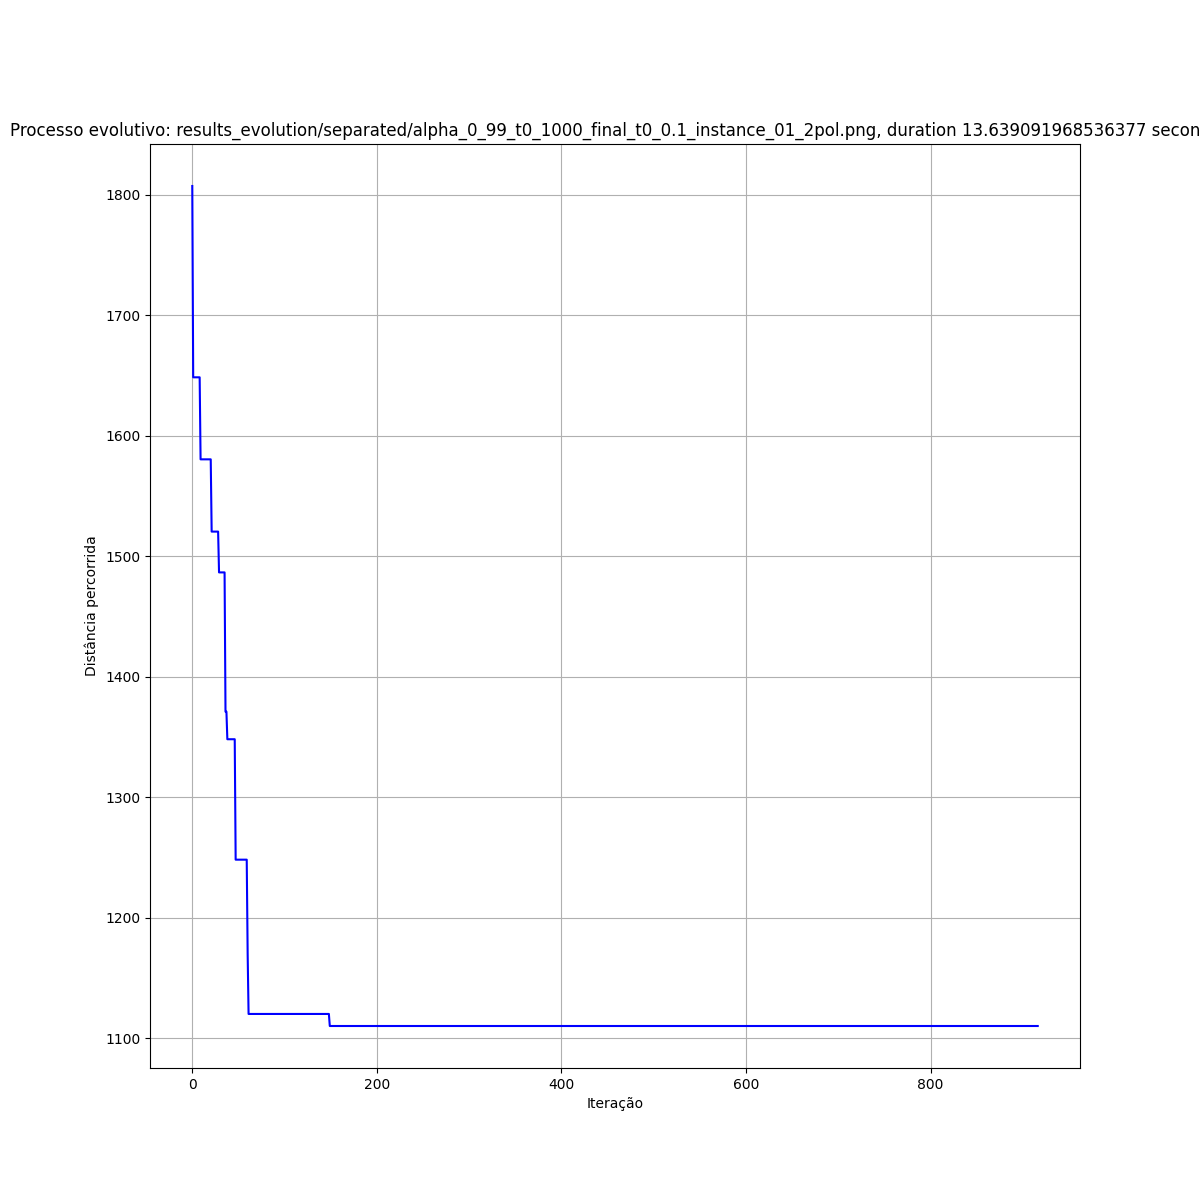 Processo evolutivo: results_evolution/separated/alpha_0_99_t0_1000_final_t0_0.1_instance_01_2pol.png, duration 13.639091968536377 secon
1800
1700
1600
1500
1400
1300
1200
1100
Distância percorrida
0 200 400 600 800
Iteração